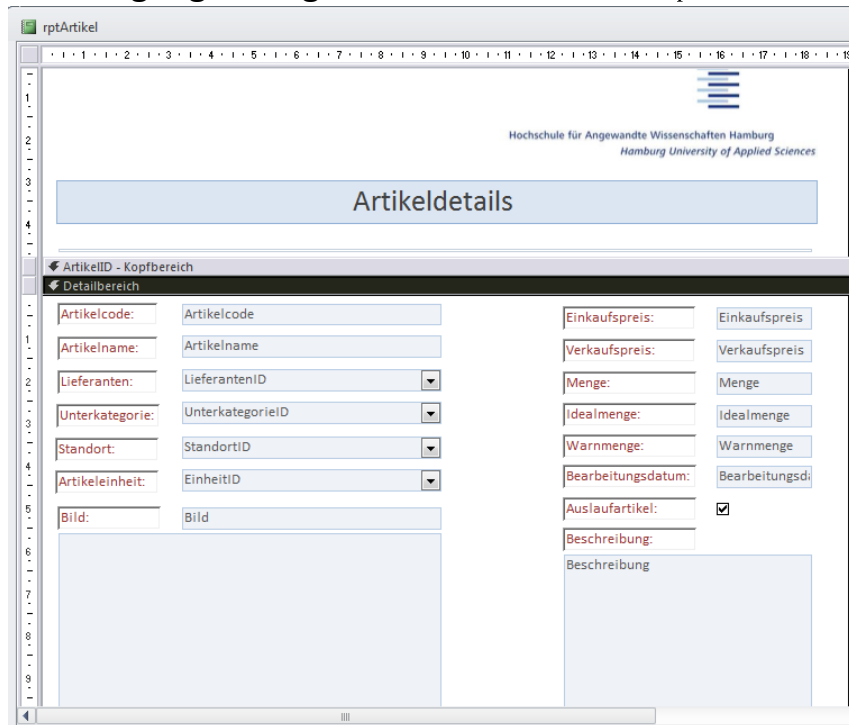 rptArtikel
1 2 3 4 5 6 7 8 9 10 11 12 13 14 15 16 17 18
Hochschule für Angewandte Wissenschaften Hamburg
Hamburg University of Applied Sciences
Artikeldetails
ArtikelID - Kopfbereich
Detailbereich
Artikelcode: Artikelcode Einkaufspreis: Einkaufspreis
Artikelname: Artikelname Verkaufspreis: Verkaufspreis
Lieferanten: LieferantenID Menge: Menge
Unterkategorie: UnterkategorieID Idealmenge: Idealmenge
Standort: StandortID Warnmenge: Warnmenge
Artikeleinheit: EinheitID Bearbeitungsdatum: Bearbeitungsd
Bild: Bild Auslaufartikel:
Beschreibung:
Beschreibung